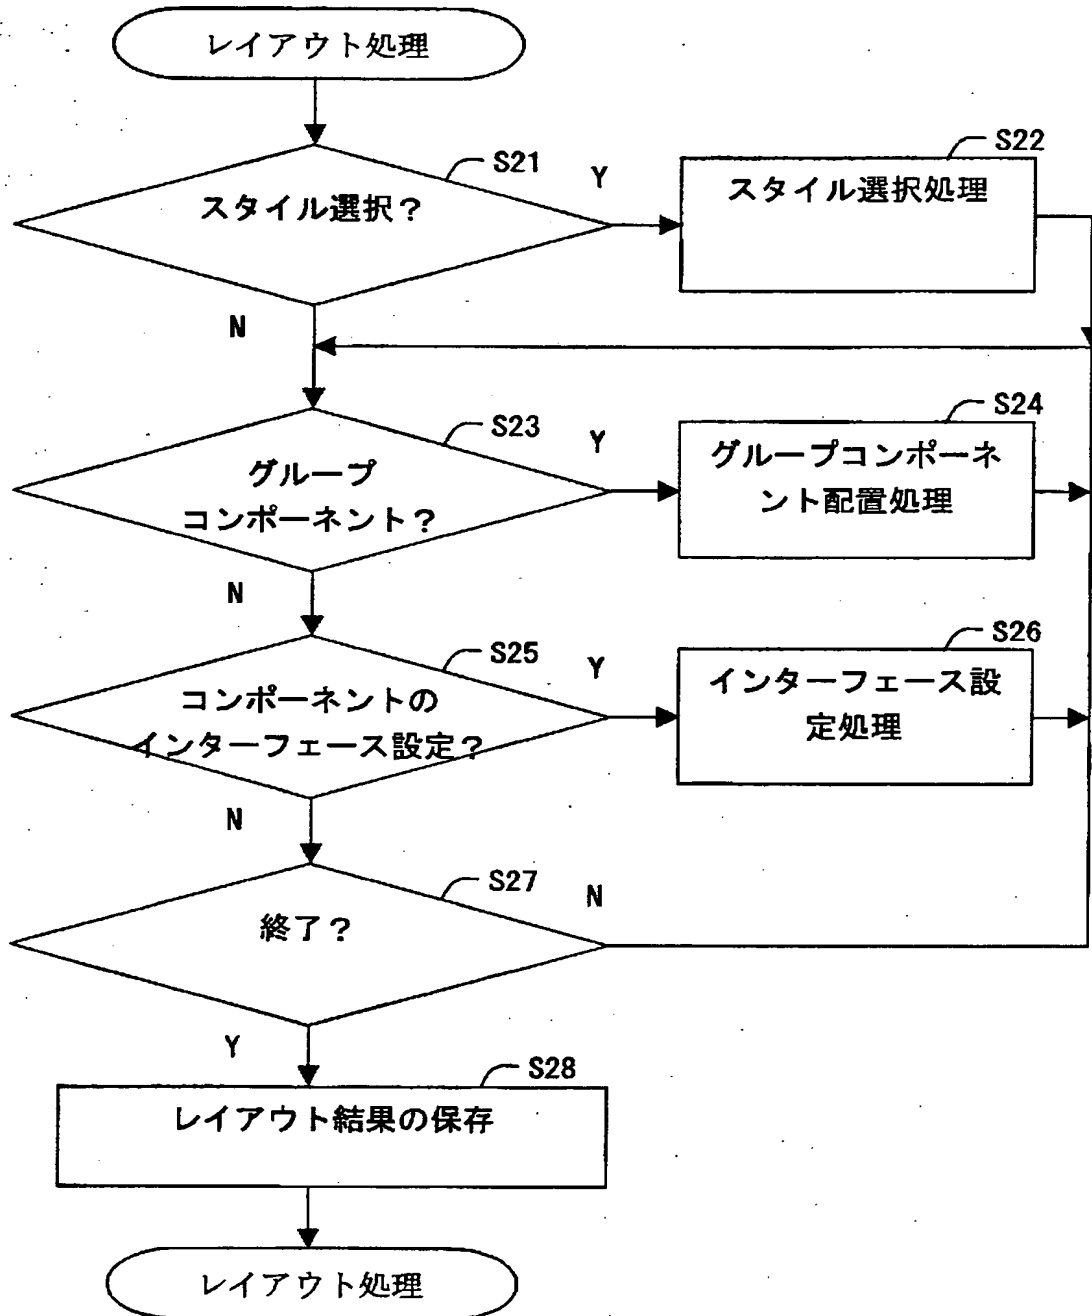 レイアウト処理
S21
スタイル選択？
Y
S22
スタイル選択処理
N
S23
グループ
コンポーネント？
Y
S24
グループコンポーネ
ント配置処理
N
S25
コンポーネントの
インターフェース設定？
Y
S26
インターフェース設
定処理
N
S27
終了？
N
Y
S28
レイアウト結果の保存
レイアウト処理